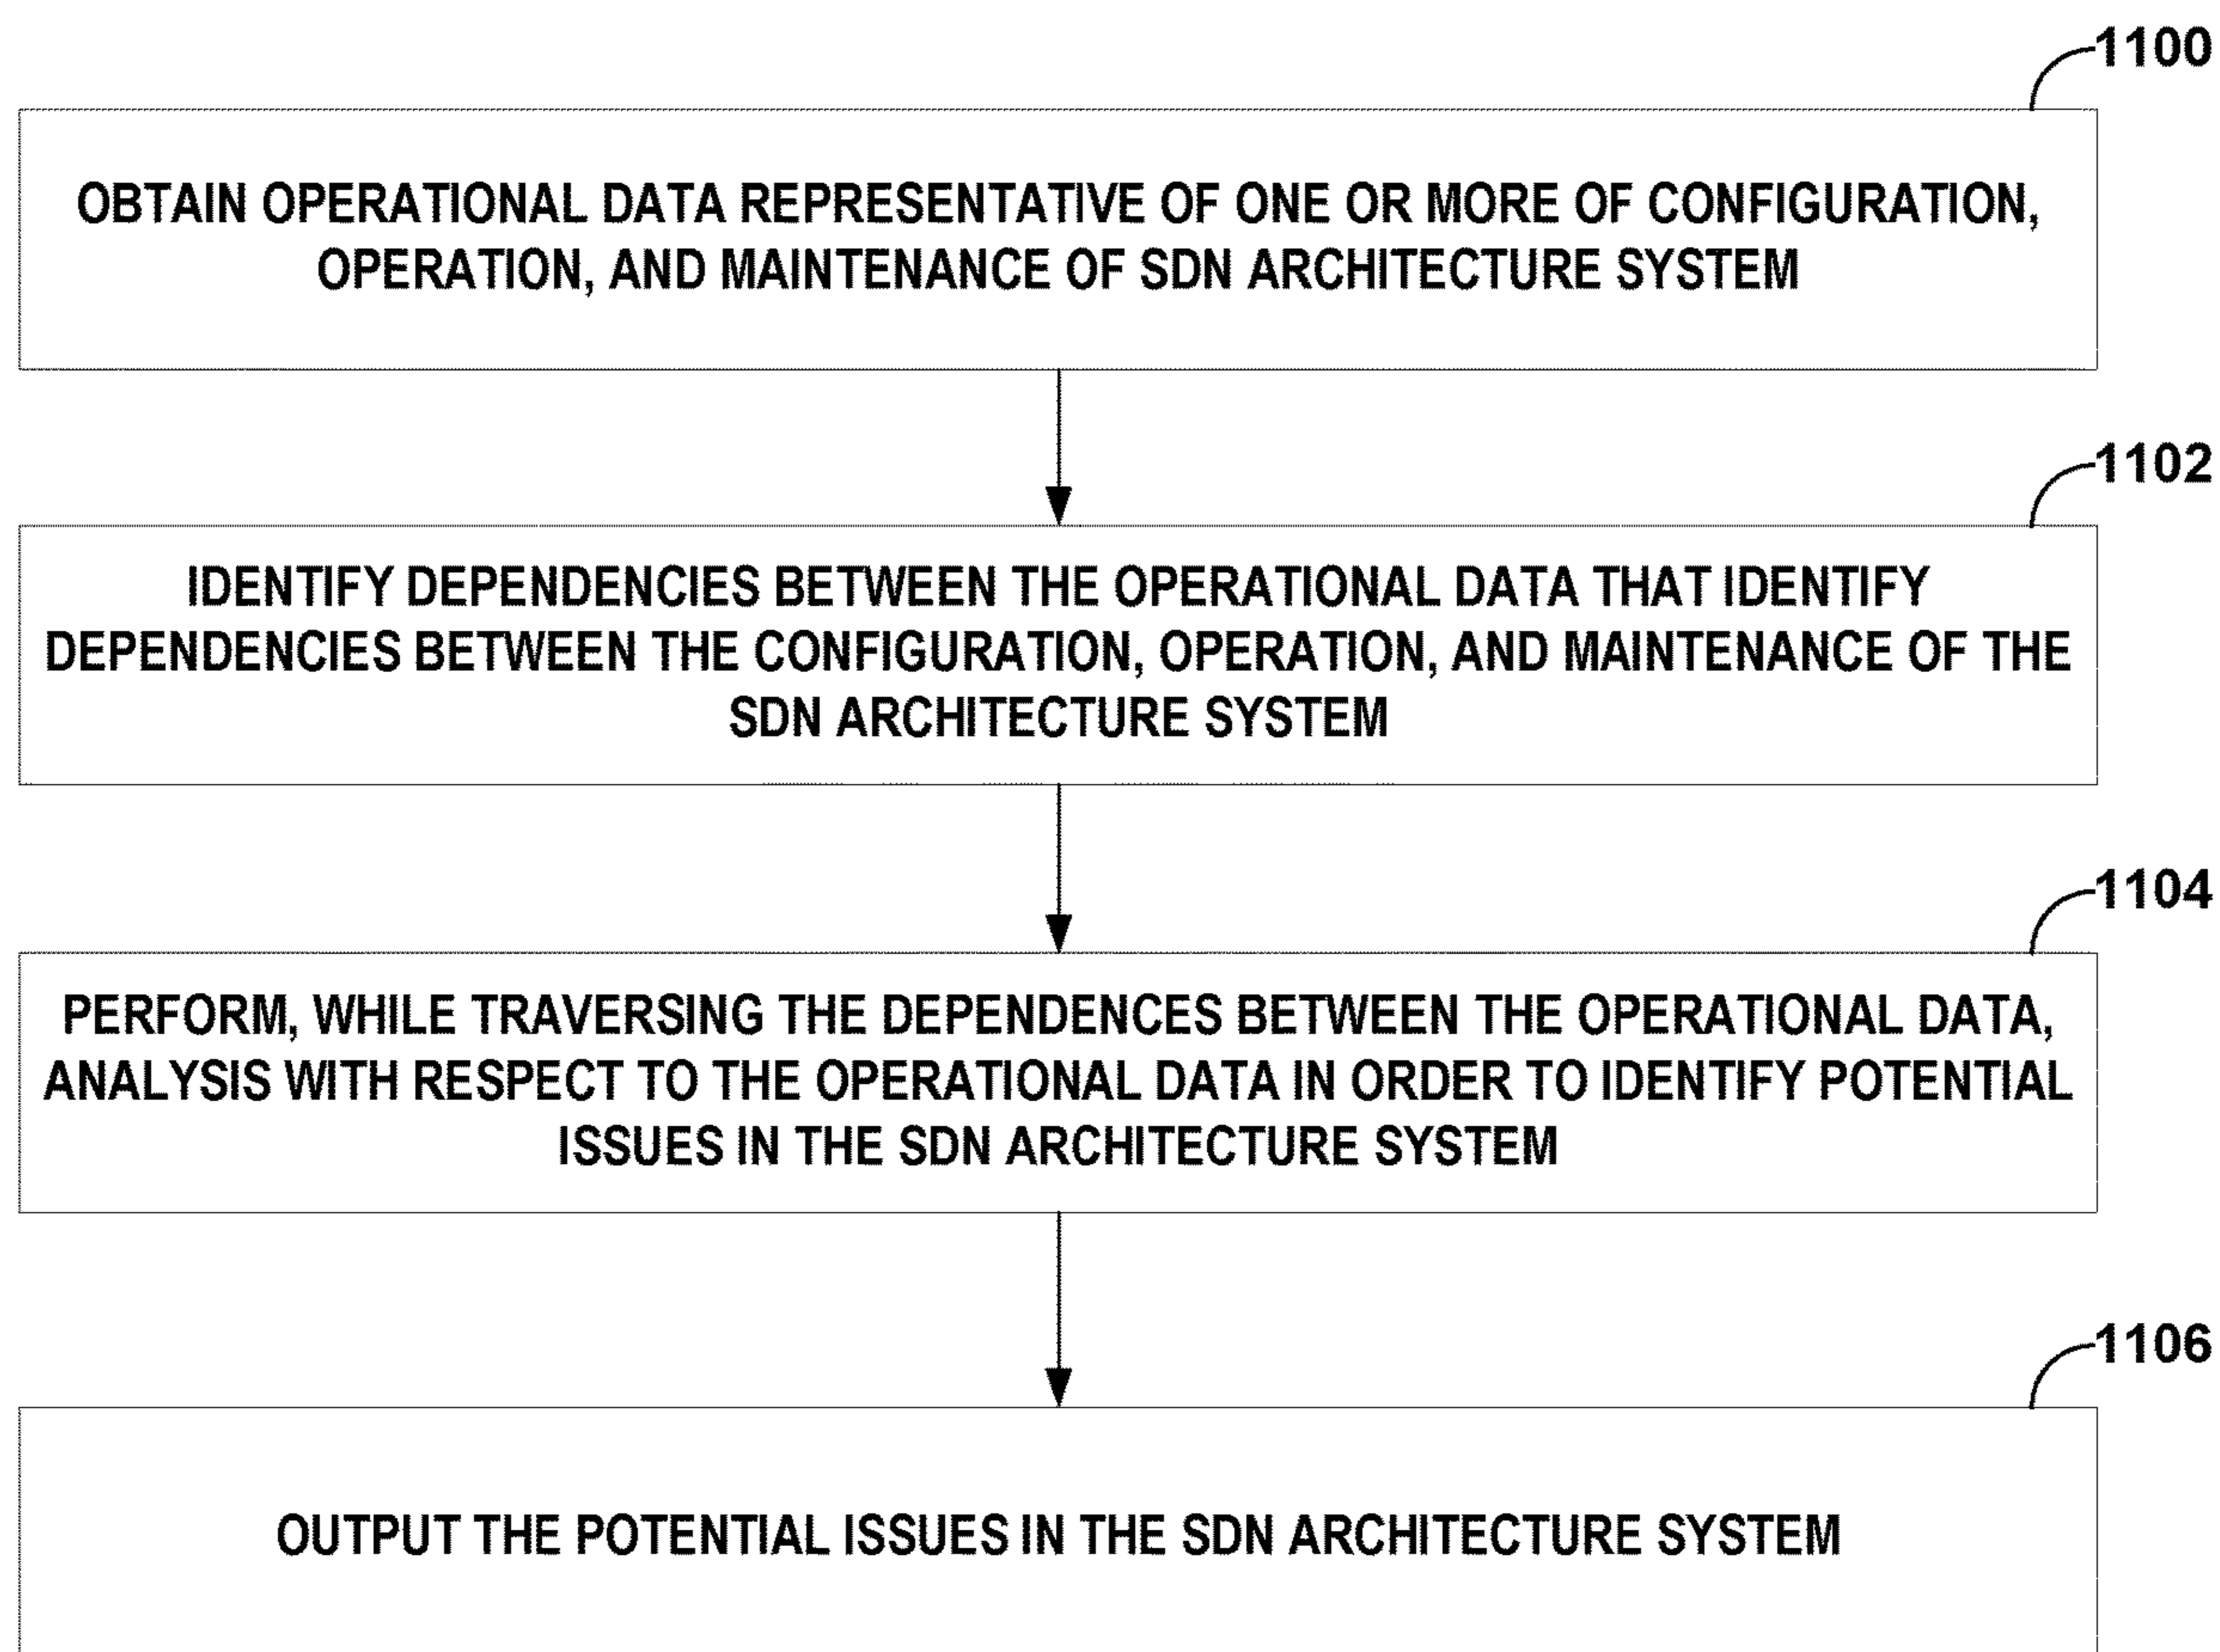 1100
OBTAIN OPERATIONAL DATA REPRESENTATIVE OF ONE OR MORE OF CONFIGURATION,
OPERATION, AND MAINTENANCE OF SDN ARCHITECTURE SYSTEM
1102
IDENTIFY DEPENDENCIES BETWEEN THE OPERATIONAL DATA THAT IDENTIFY
DEPENDENCIES BETWEEN THE CONFIGURATION, OPERATION, AND MAINTENANCE OF THE
SDN ARCHITECTURE SYSTEM
1104
PERFORM, WHILE TRAVERSING THE DEPENDENCES BETWEEN THE OPERATIONAL DATA,
ANALYSIS WITH RESPECT TO THE OPERATIONAL DATA IN ORDER TO IDENTIFY POTENTIAL
ISSUES IN THE SDN ARCHITECTURE SYSTEM
1106
OUTPUT THE POTENTIAL ISSUES IN THE SDN ARCHITECTURE SYSTEM